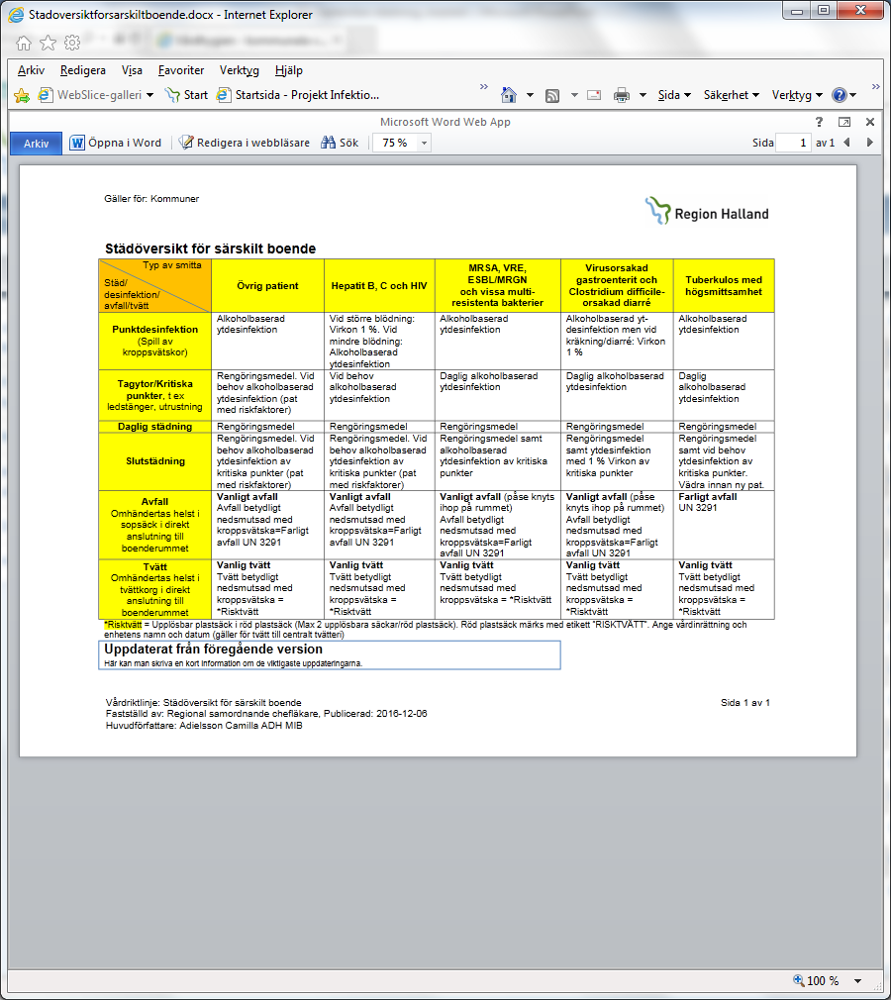 Stadoversiktforsarskiltboende.docx - Internet Explorer
Arkiv Redigera Visa Favoriter Verktyg Hjälp
WebSlice-galleri Start Startsida - Projekt Infektio... » Sida Säkerhet Verktyg »
Microsoft Word Web App
Arkiv Öppna i Word Redigera i webbläsare Sök 75 % Sida 1 av 1
Gäller för: Kommuner
Region Halland
Städöversikt för särskilt boende
Typ av smitta
Städ/
desinfektion/
avfall/tvätt
Övrig patient
Hepatit B, C och HIV
MRSA, VRE,
ESBL/MRGN
och vissa multi-
resistenta bakterier
Virusorsakad
gastroenterit och
Clostridium difficile-
orsakad diarré
Tuberkulos med
högsmittsamhet
Punktdesinfektion
(Spill av
kroppsvätskor)
Alkoholbaserad
ytdesinfektion
Vid större blödning:
Virkon 1 %. Vid
mindre blödning:
Alkoholbaserad
ytdesinfektion
Alkoholbaserad
ytdesinfektion
Alkoholbaserad yt-
desinfektion men vid
kräkning/diarré: Virkon
1 %
Alkoholbaserad
ytdesinfektion
Tagytor/Kritiska
punkter, t ex
ledstänger, utrustning
Rengöringsmedel. Vid
behov alkoholbaserad
ytdesinfektion (pat
med riskfaktorer)
Vid behov
alkoholbaserad
ytdesinfektion
Daglig alkoholbaserad
ytdesinfektion
Daglig alkoholbaserad
ytdesinfektion
Daglig
alkoholbaserad
ytdesinfektion
Daglig städning
Rengöringsmedel
Rengöringsmedel
Rengöringsmedel
Rengöringsmedel
Rengöringsmedel
Slutstädning
Rengöringsmedel. Vid
behov alkoholbaserad
ytdesinfektion av
kritiska punkter (pat
med riskfaktorer)
Rengöringsmedel. Vid
behov alkoholbaserad
ytdesinfektion av
kritiska punkter (pat
med riskfaktorer)
Rengöringsmedel samt
alkoholbaserad
ytdesinfektion av kritiska
punkter
Rengöringsmedel
samt ytdesinfektion
med 1 % Virkon av
kritiska punkter
Rengöringsmedel
samt vid behov
ytdesinfektion av
kritiska punkter.
Vädra innan ny pat.
Avfall
Omhändertas helst i
sopsäck i direkt
anslutning till
boenderummet
Vanligt avfall
Avfall betydligt
nedsmutsad med
kroppsvätska=Farligt
avfall UN 3291
Vanligt avfall
Avfall betydligt
nedsmutsad med
kroppsvätska=Farligt
avfall UN 3291
Vanligt avfall (påse knyts
ihop på rummet)
Avfall betydligt
nedsmutsad med
kroppsvätska=Farligt
avfall UN 3291
Vanligt avfall (påse
knyts ihop på rummet)
Avfall betydligt
nedsmutsad med
kroppsvätska=Farligt
avfall UN 3291
Farligt avfall
UN 3291
Tvätt
Omhändertas helst i
tvättkorg i direkt
anslutning till
boenderummet
Vanlig tvätt
Tvätt betydligt
nedsmutsad med
kroppsvätska =
*Risktvätt
Vanlig tvätt
Tvätt betydligt
nedsmutsad med
kroppsvätska =
*Risktvätt
Vanlig tvätt
Tvätt betydligt
nedsmutsad med
kroppsvätska = *Risktvätt
Vanlig tvätt
Tvätt betydligt
nedsmutsad med
kroppsvätska =
*Risktvätt
Vanlig tvätt
Tvätt betydligt
nedsmutsad med
kroppsvätska =
*Risktvätt
*Risktvätt = Upplösbar plastsäck i röd plastsäck (Max 2 upplösbara säckar/röd plastsäck). Röd plastsäck märks med etikett "RISKTVÄTT". Ange vårdinrättning och
enhetens namn och datum (gäller för tvätt till centralt tvätteri)
Uppdaterat från föregående version
Här kan man skriva en kort information om de viktigaste uppdateringarna.
Vårdriktlinje: Städöversikt för särskilt boende Sida 1 av 1
Fastställd av: Regional samordnande chefläkare, Publicerad: 2016-12-06
Huvudförfattare: Adielsson Camilla ADH MIB
100 %